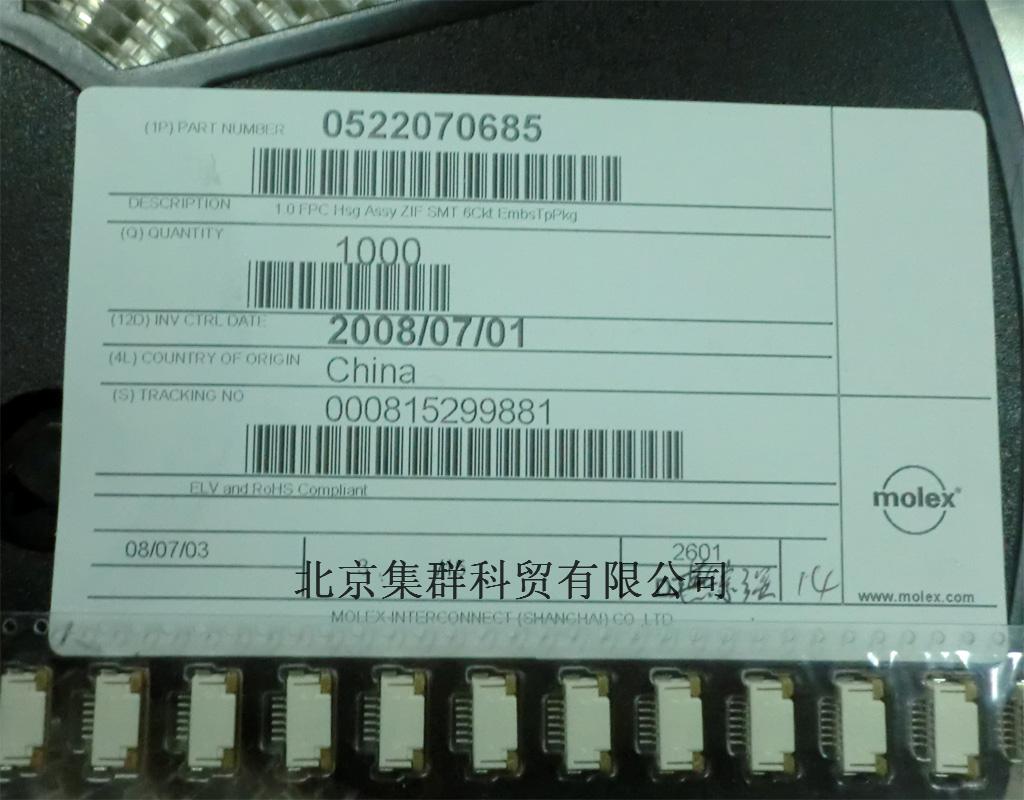 (1P) PART NUMBER 0522070685
DESCRIPTION 1.0 FPC Hsg Assy ZIF SMT 6Ckt EmbsTpPkg
(Q) QUANTITY 1000
(12D) INV CTRL DATE 2008/07/01
(4L) COUNTRY OF ORIGIN China
(S) TRACKING NO 000815299881
ELV and RoHS Compliant
molex®
08/07/03 2601
北京集群科贸有限公司
14
www.molex.com
MOLEX-INTERCONNECT (SHANGHAI) CO.,LTD